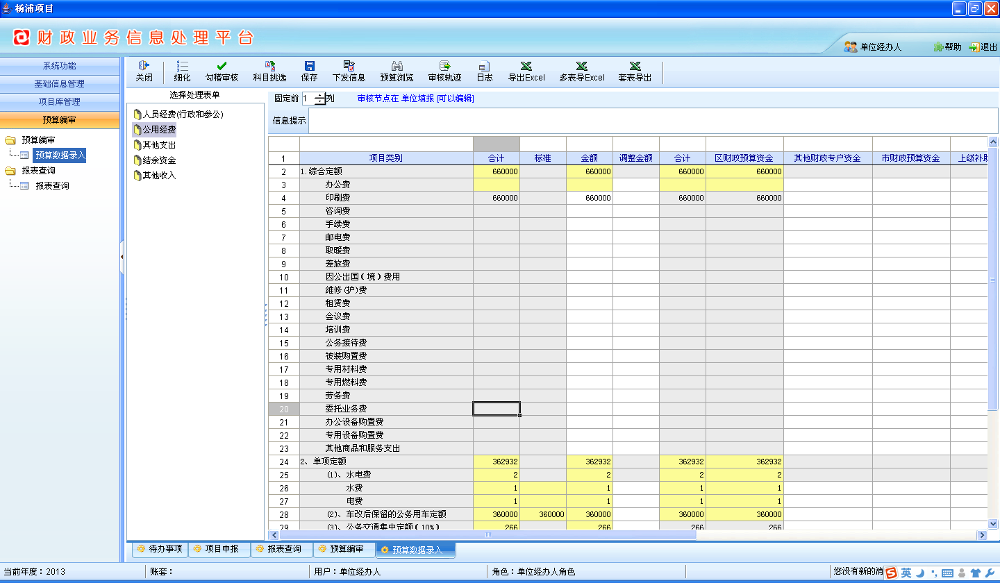 杨浦项目
财政业务信息处理平台
单位经办人 帮助 退出
系统功能
基础信息管理
项目库管理
预算编审
预算编审
预算数据录入
报表查询
报表查询
关闭 细化 勾稽审核 科目挑选 保存 下发信息 预算浏览 审核轨迹 日志 导出Excel 多表导Excel 套表导出
选择处理表单
人员经费(行政和参公)
公用经费
其他支出
结余资金
其他收入
固定前 1 列 审核节点在 单位填报 [可以编辑]
信息提示
1 项目类别 合计 标准 金额 调整金额 合计 区财政预算资金 其他财政专户资金 市财政预算资金 上级补助
2 1.综合定额 660000 660000 660000 660000
3 办公费
4 印刷费 660000 660000 660000 660000
5 咨询费
6 手续费
7 邮电费
8 取暖费
9 差旅费
10 因公出国(境)费用
11 维修(护)费
12 租赁费
13 会议费
14 培训费
15 公务接待费
16 被装购置费
17 专用材料费
18 专用燃料费
19 劳务费
20 委托业务费
21 办公设备购置费
22 专用设备购置费
23 其他商品和服务支出
24 2、单项定额 362932 362932 362932 362932
25 (1)、水电费 2 2 2 2
26 水费 1 1 1 1
27 电费 1 1 1 1
28 (2)、车改后保留的公务用车定额 360000 360000 360000 360000 360000
29 (3)、公务交通集中定额(10%) 266 266 266 266
待办事项 项目申报 报表查询 预算编审 预算数据录入
当前年度：2013 账套： 用户：单位经办人 角色：单位经办人角色 您没有新的消
英